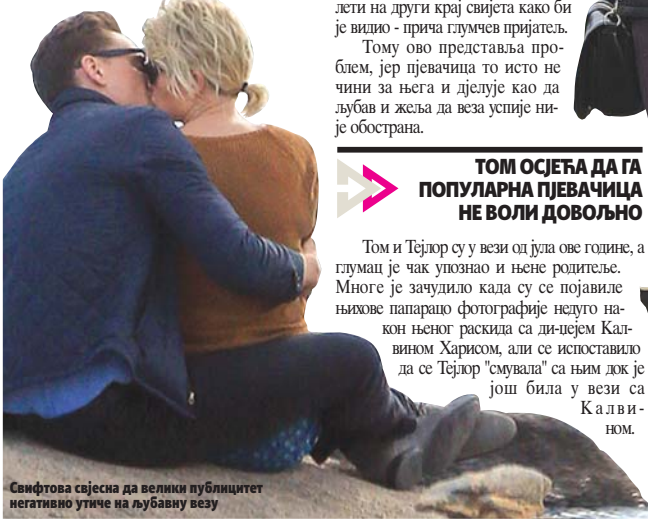 лети на други крај свијета како би
је видио - прича глумчев пријатељ.
Тому ово представља про-
блем, јер пјевачица то исто не
чини за њега и дјелује као да
љубав и жеља да веза успије ни-
је обострана.
ТОМ ОСЈЕЋА ДА ГА
ПОПУЛАРНА ПЈЕВАЧИЦА
НЕ ВОЛИ ДОВОЉНО
Том и Тејлор су у вези од јула ове године, а
глумац је чак упознао и њене родитеље.
Многе је зачудило када су се појавиле
њихове папарацо фотографије недуго на-
кон њеног раскида са ди-џејем Кал-
вином Харисом, али се испоставило
да се Тејлор "смувала" са њим док је
још била у вези са
Калви-
ном.
Свифтова свјесна да велики публицитет
негативно утиче на љубавну везу